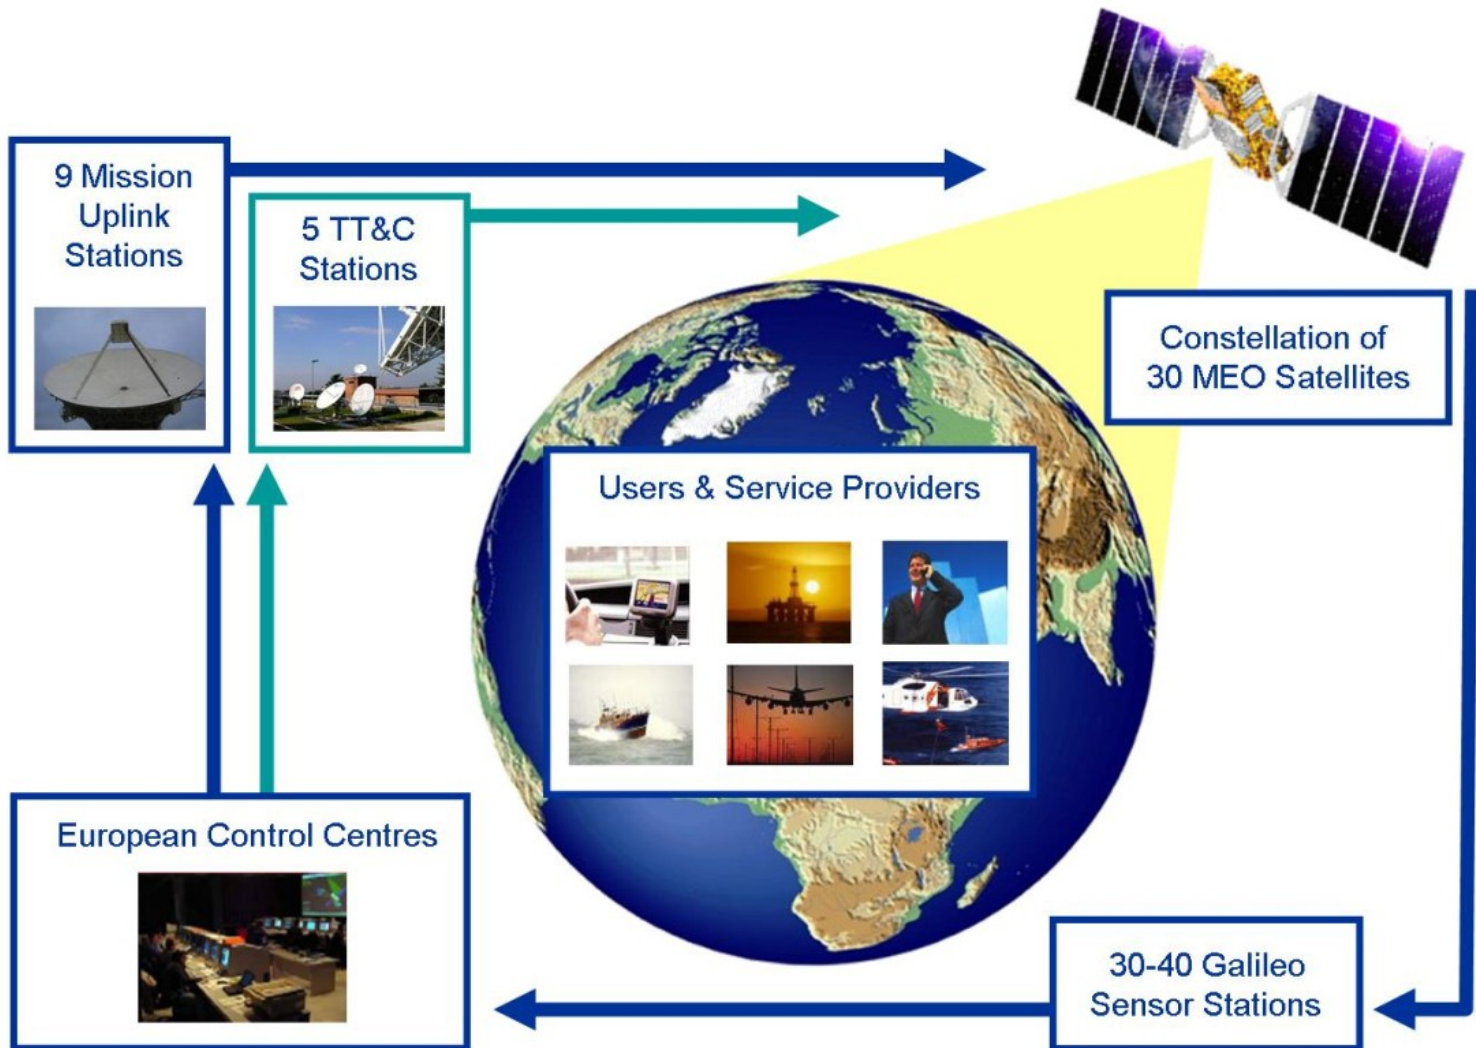 9 Mission
Uplink
Stations
5 TT&C
Stations
Constellation of
30 MEO Satellites
Users & Service Providers
European Control Centres
30-40 Galileo
Sensor Stations